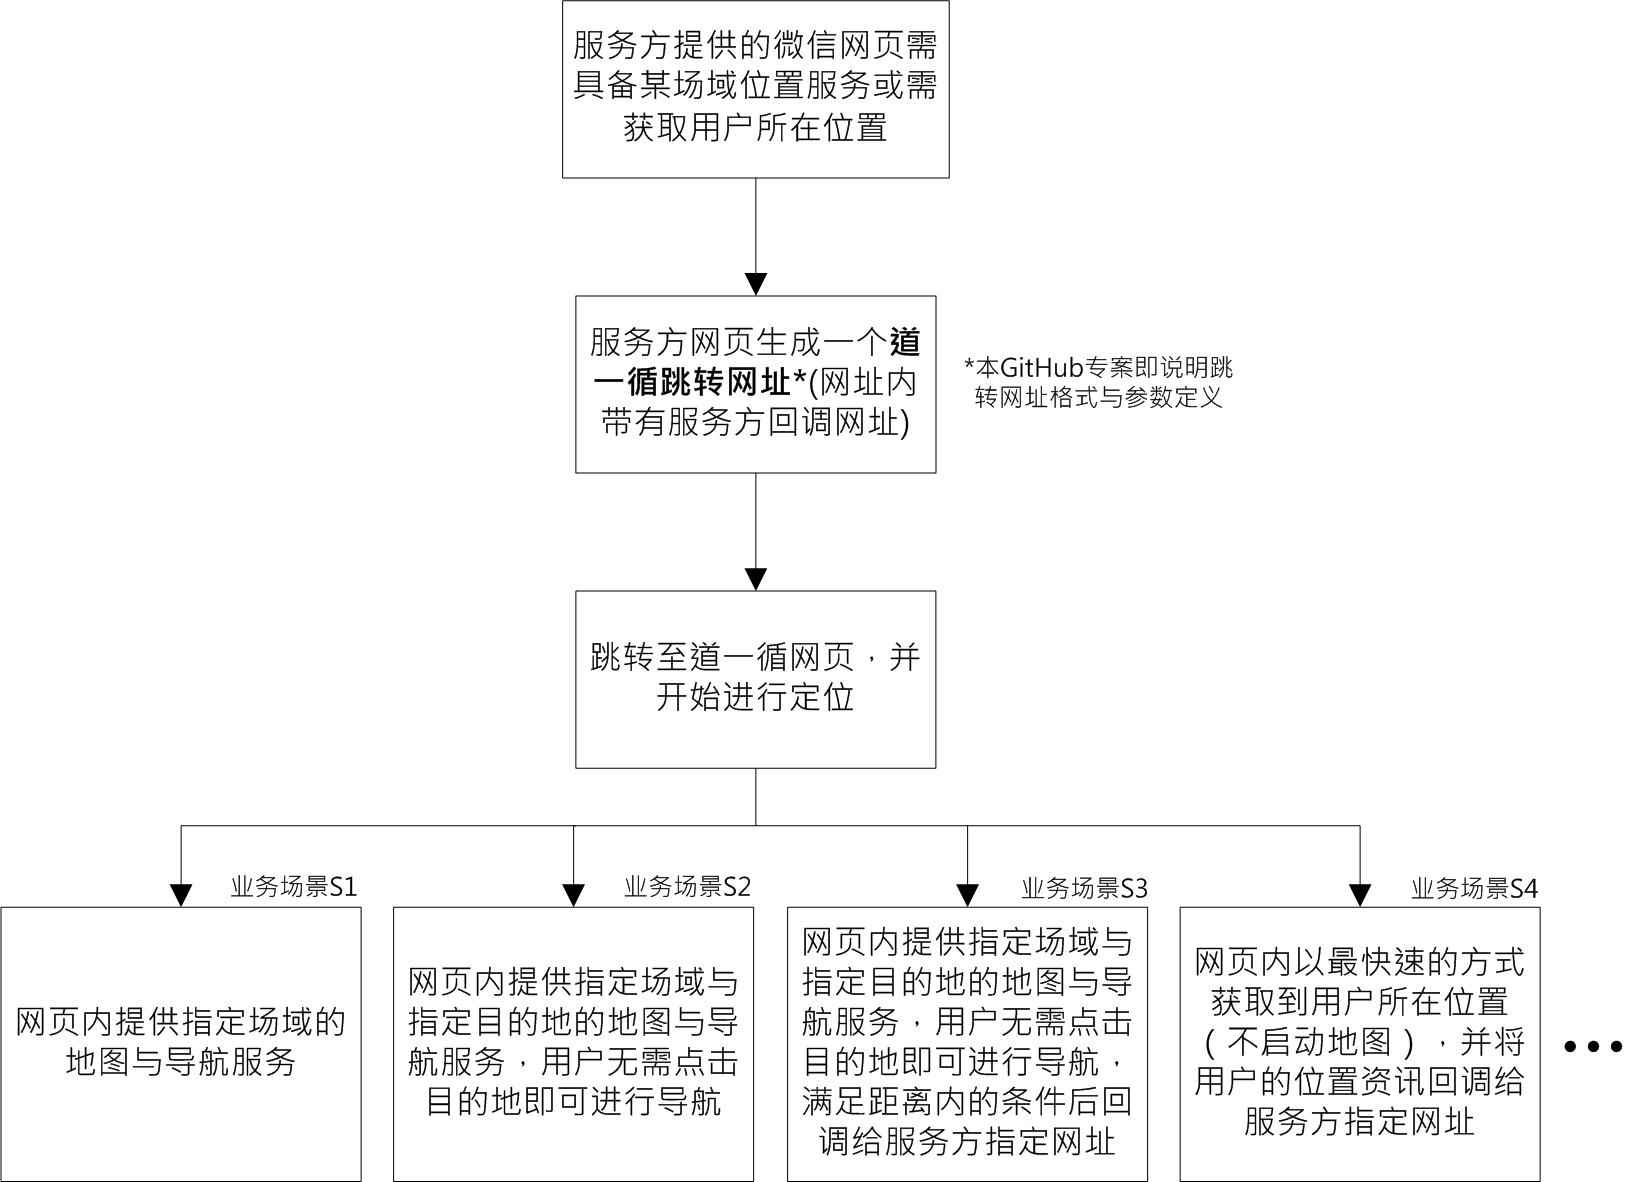 服务方提供的微信网页需
具备某场域位置服务或需
获取用户所在位置
服务方网页生成一个道
一循跳转网址*(网址内
带有服务方回调网址)
*本GitHub专案即说明跳
转网址格式与参数定义
跳转至道一循网页，并
开始进行定位
业务场景S1
网页内提供指定场域的
地图与导航服务
业务场景S2
网页内提供指定场域与
指定目的地的地图与导
航服务，用户无需点击
目的地即可进行导航
业务场景S3
网页内提供指定场域与
指定目的地的地图与导
航服务，用户无需点击
目的地即可进行导航，
满足距离内的条件后回
调给服务方指定网址
业务场景S4
网页内以最快速的方式
获取到用户所在位置
（不启动地图），并将
用户的位置资讯回调给
服务方指定网址
•••